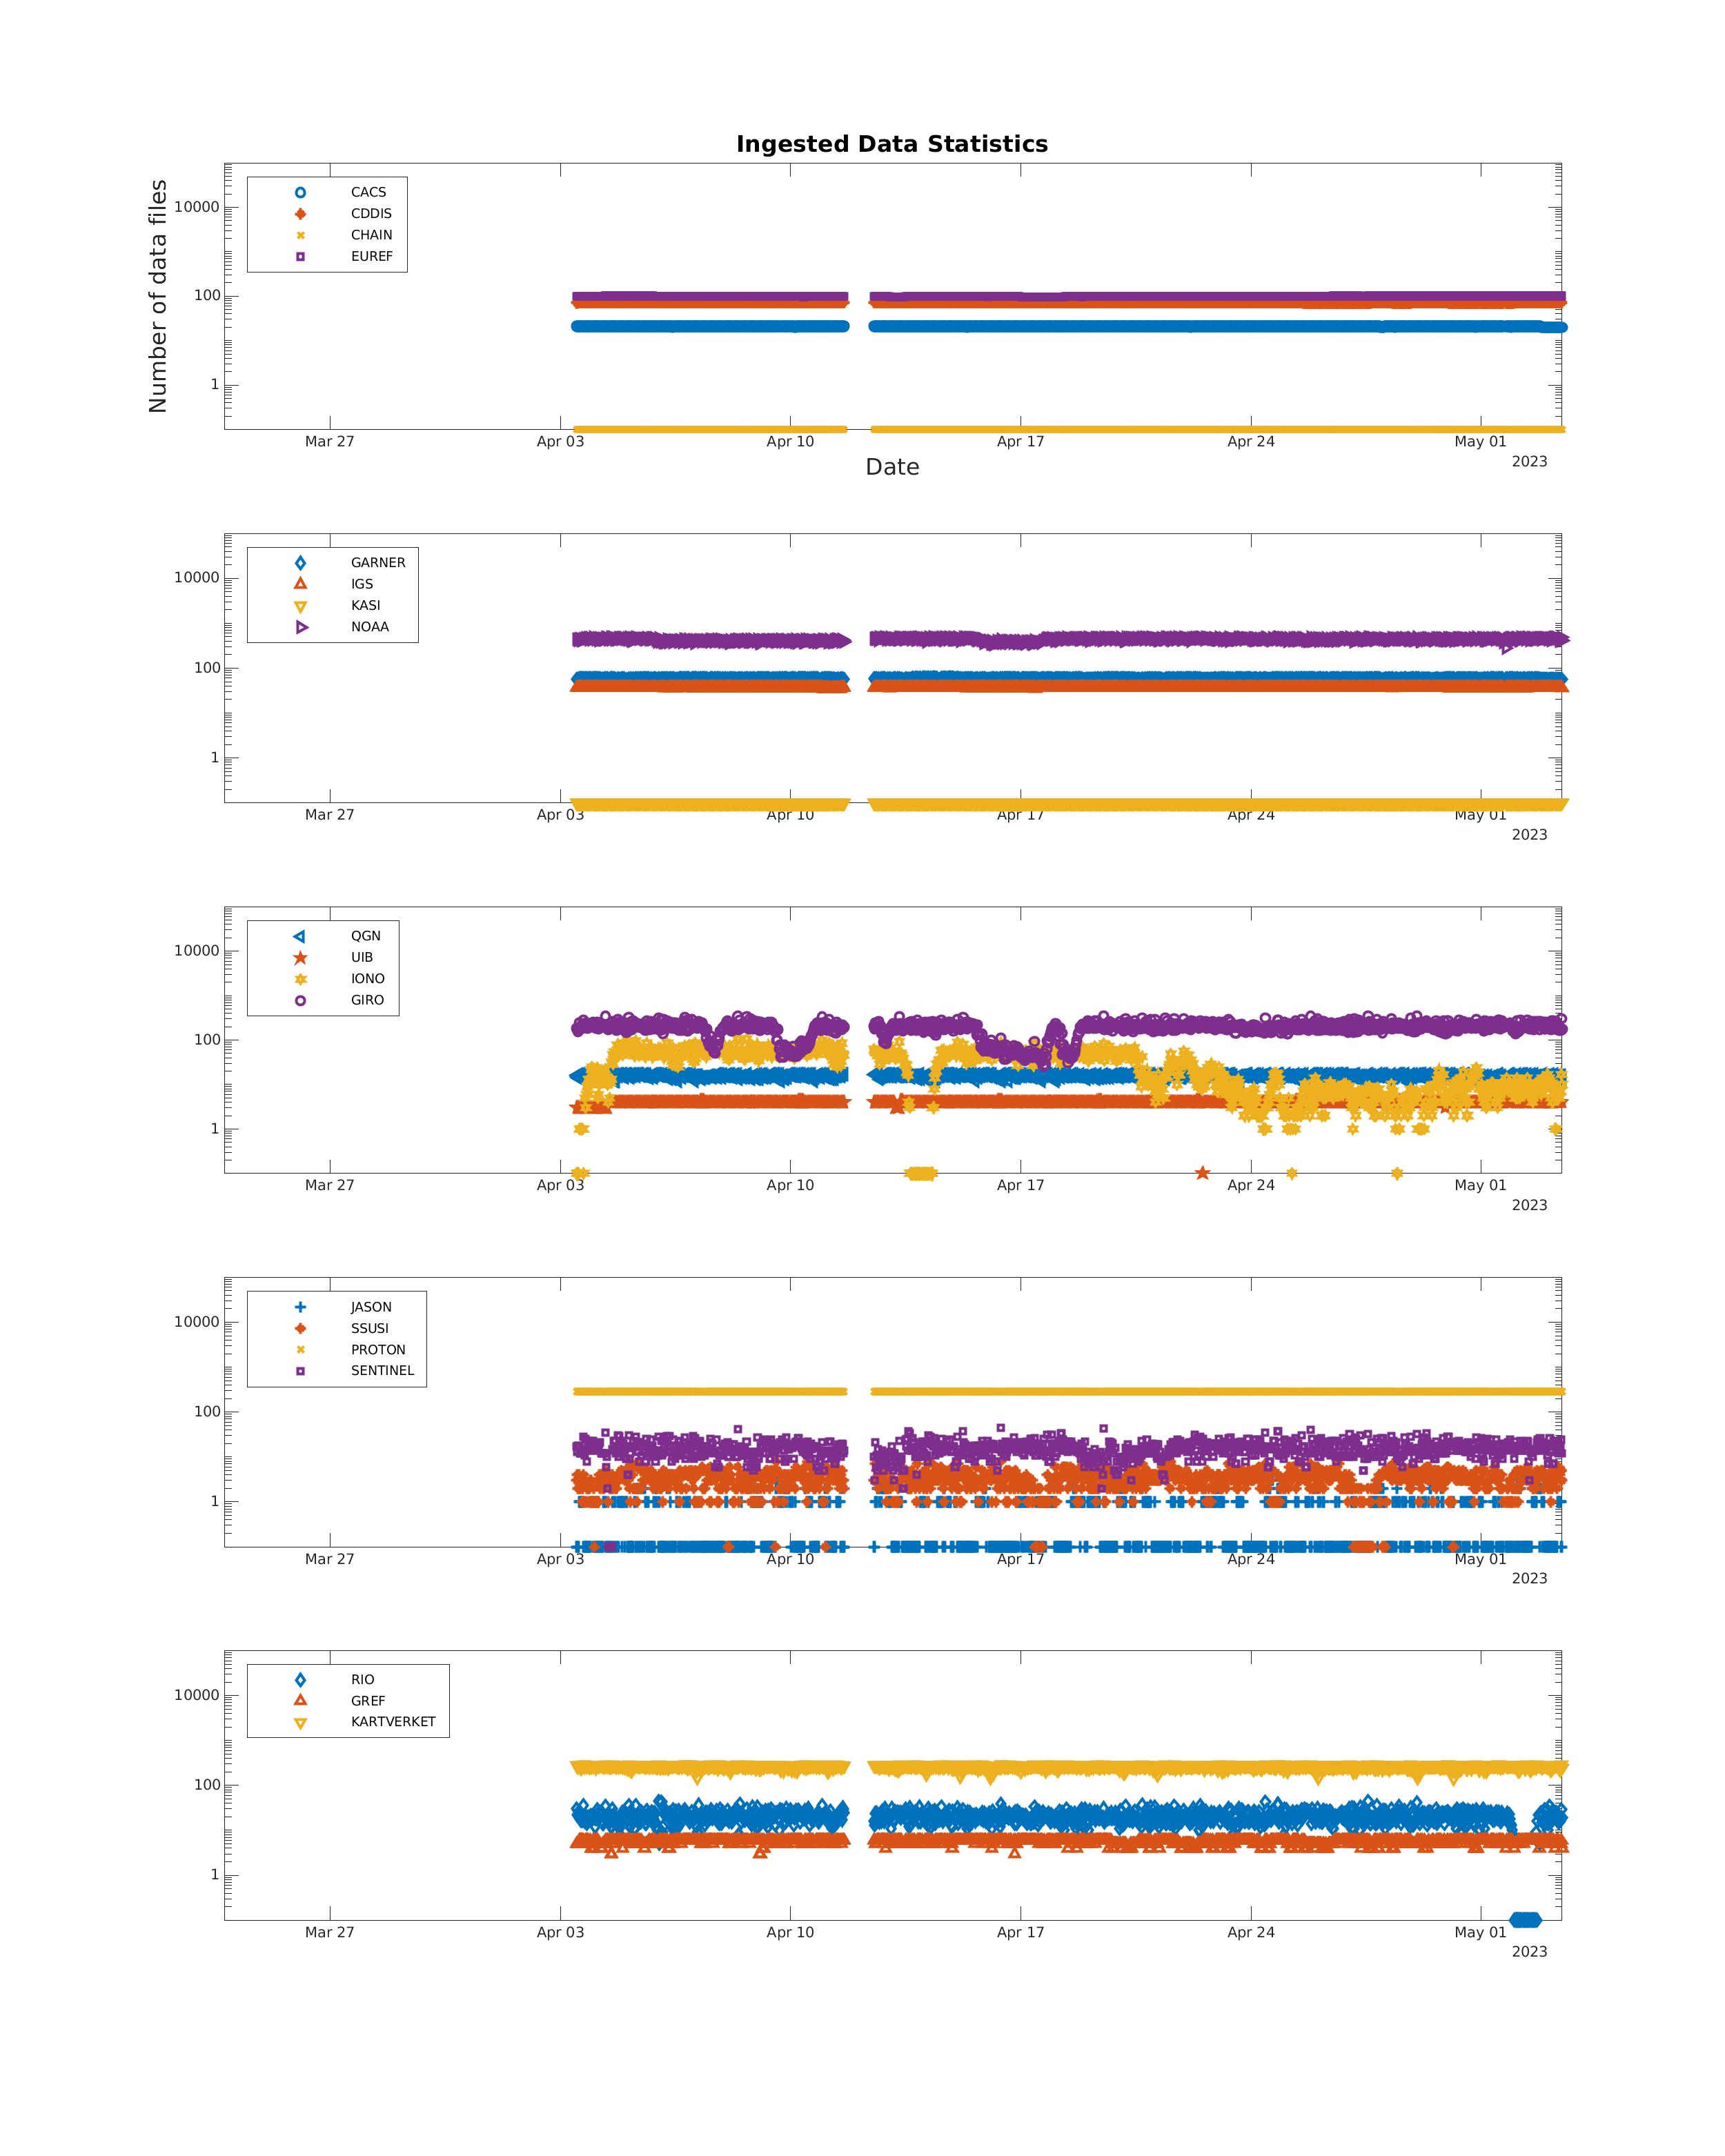 Ingested Data Statistics
Number of data files
10000
100
1
CACS
CDDIS
CHAIN
EUREF
Mar 27 Apr 03 Apr 10 Apr 17 Apr 24 May 01
2023
Date
10000
100
1
GARNER
IGS
KASI
NOAA
Mar 27 Apr 03 Apr 10 Apr 17 Apr 24 May 01
2023
10000
100
1
QGN
UIB
IONO
GIRO
Mar 27 Apr 03 Apr 10 Apr 17 Apr 24 May 01
2023
10000
100
1
JASON
SSUSI
PROTON
SENTINEL
Mar 27 Apr 03 Apr 10 Apr 17 Apr 24 May 01
2023
10000
100
1
RIO
GREF
KARTVERKET
Mar 27 Apr 03 Apr 10 Apr 17 Apr 24 May 01
2023